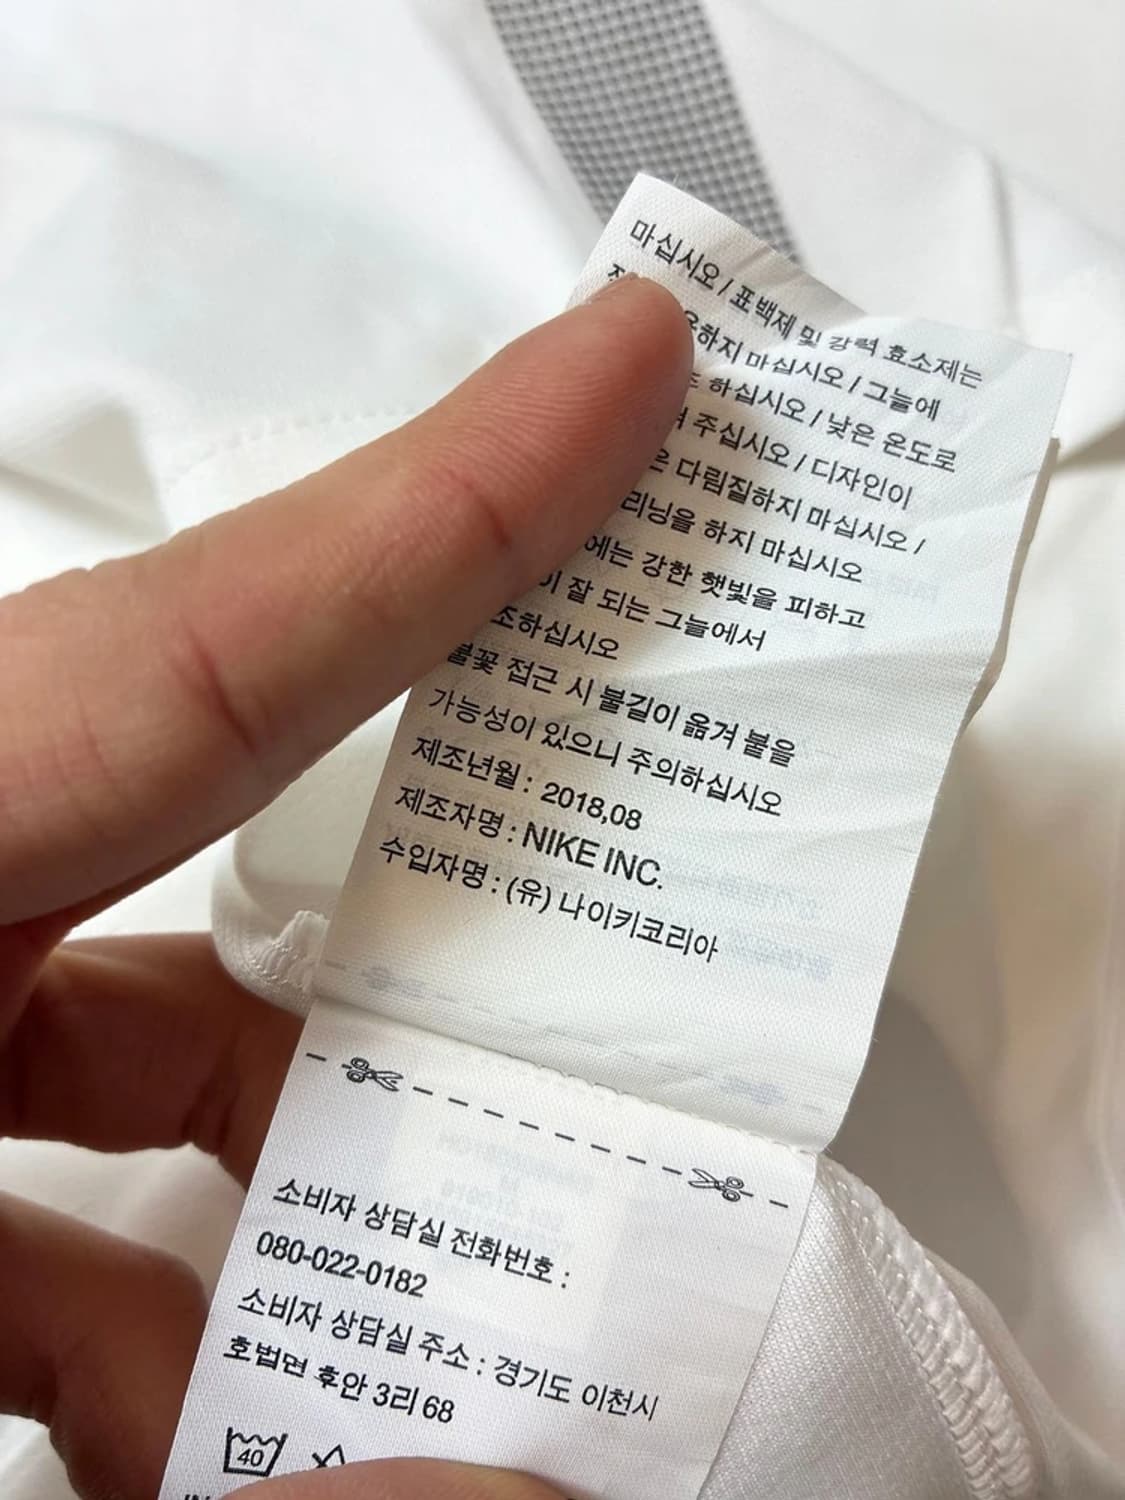 마십시오 / 표백제 및 강력 효소제는
하지 마십시오 / 그늘에
하십시오 / 낮은 온도로
주십시오 / 디자인이
다림질하지 마십시오 /
리닝을 하지 마십시오
에는 강한 햇빛을 피하고
잘 되는 그늘에서
조하십시오
불꽃 접근 시 불길이 옮겨 붙을
가능성이 있으니 주의하십시오
제조년월 : 2018,08
제조자명 : NIKE INC.
수입자명 : (유) 나이키코리아
소비자 상담실 전화번호 :
080-022-0182
소비자 상담실 주소 : 경기도 이천시
호법면 후안 3리 68
40